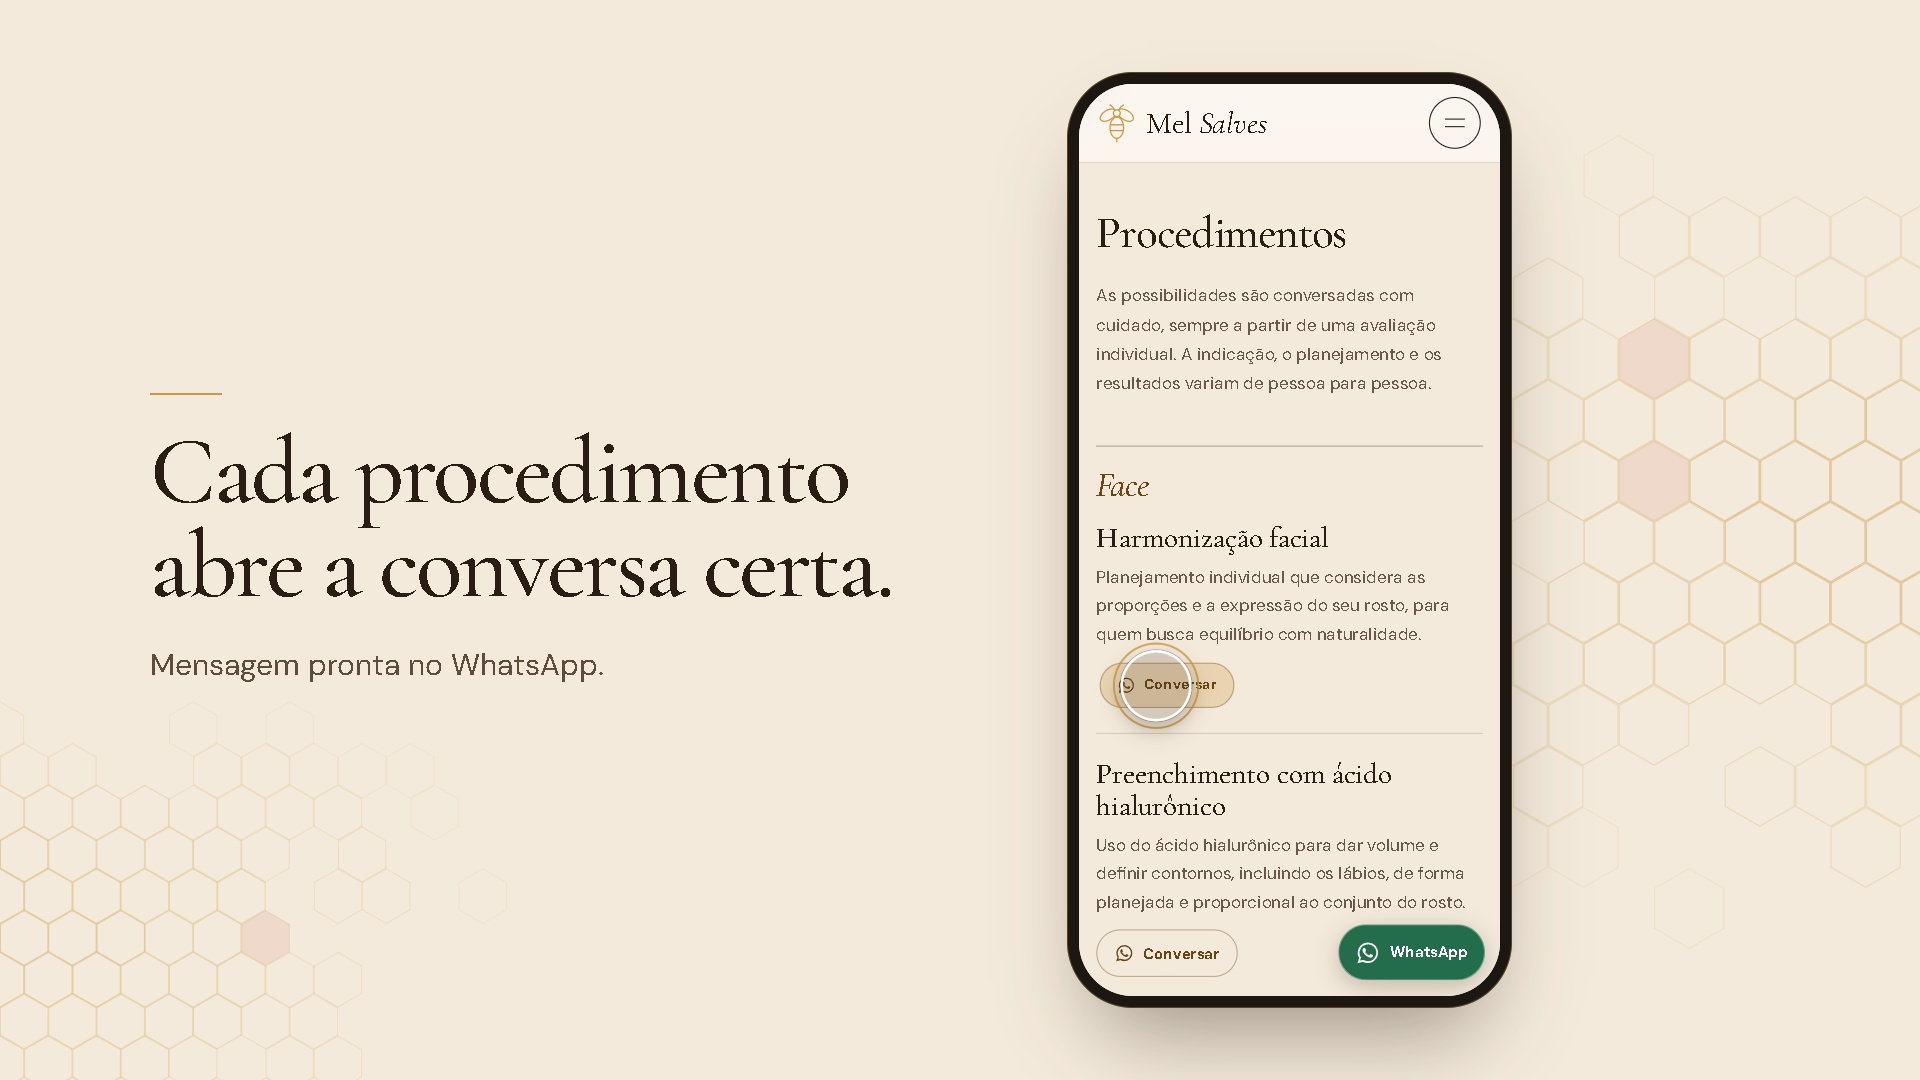 Cada procedimento
abre a conversa certa.
Mensagem pronta no WhatsApp.
Mel Salves
Procedimentos
As possibilidades são conversadas com
cuidado, sempre a partir de uma avaliação
individual. A indicação, o planejamento e os
resultados variam de pessoa para pessoa.
Face
Harmonização facial
Planejamento individual que considera as
proporções e a expressão do seu rosto, para
quem busca equilíbrio com naturalidade.
Conversar
Preenchimento com ácido
hialurônico
Uso do ácido hialurônico para dar volume e
definir contornos, incluindo os lábios, de forma
planejada e proporcional ao conjunto do rosto.
Conversar
WhatsApp